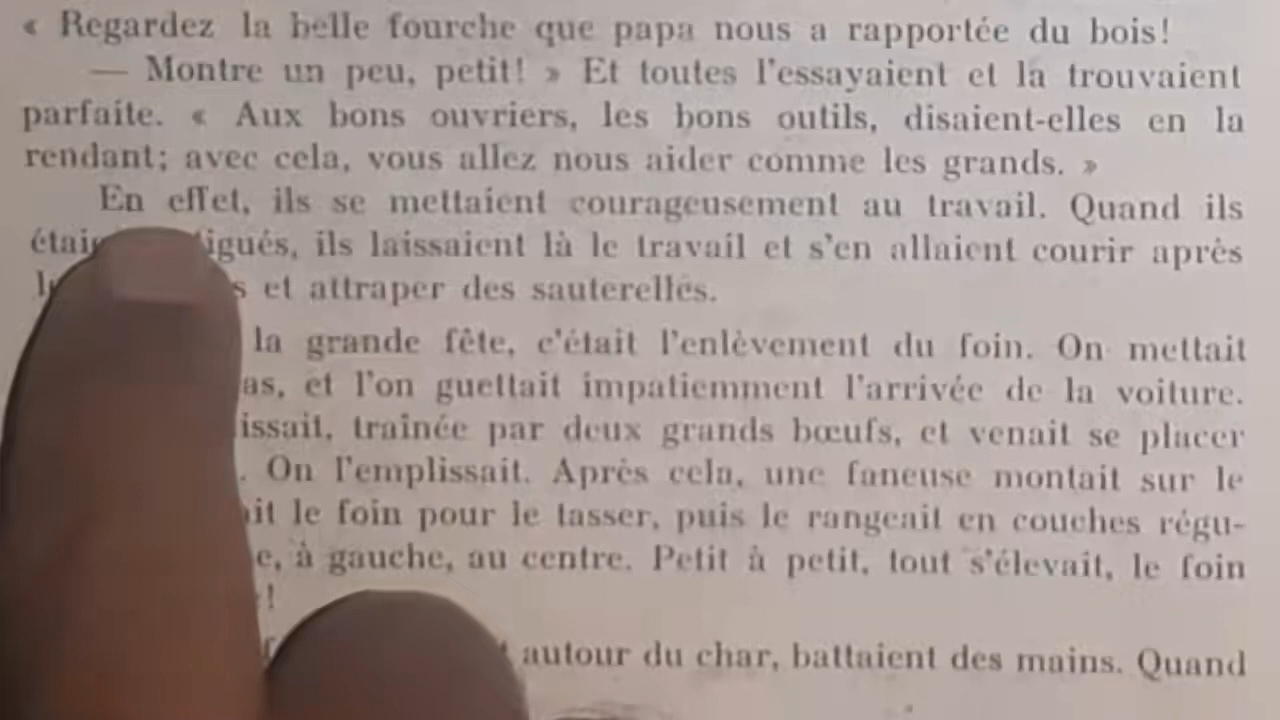 « Regardez la belle fourche que papa nous a rapportée du bois!
— Montre un peu, petit! » Et toutes l'essayaient et la trouvaient
parfaite. « Aux bons ouvriers, les bons outils, disaient-elles en la
rendant; avec cela, vous allez nous aider comme les grands. »
En effet, ils se mettaient courageusement au travail. Quand ils
ils laissaient là le travail et s'en allaient courir après
et attraper des sauterelles.
la grande fête, c'était l'enlèvement du foin. On mettait
et l'on guettait impatiemment l'arrivée de la voiture.
traînée par deux grands bœufs, et venait se placer
On l'emplissait. Après cela, une faneuse montait sur le
le foin pour le tasser, puis le rangeait en couches régu-
à gauche, au centre. Petit à petit, tout s'élevait, le foin
autour du char, battaient des mains. Quand